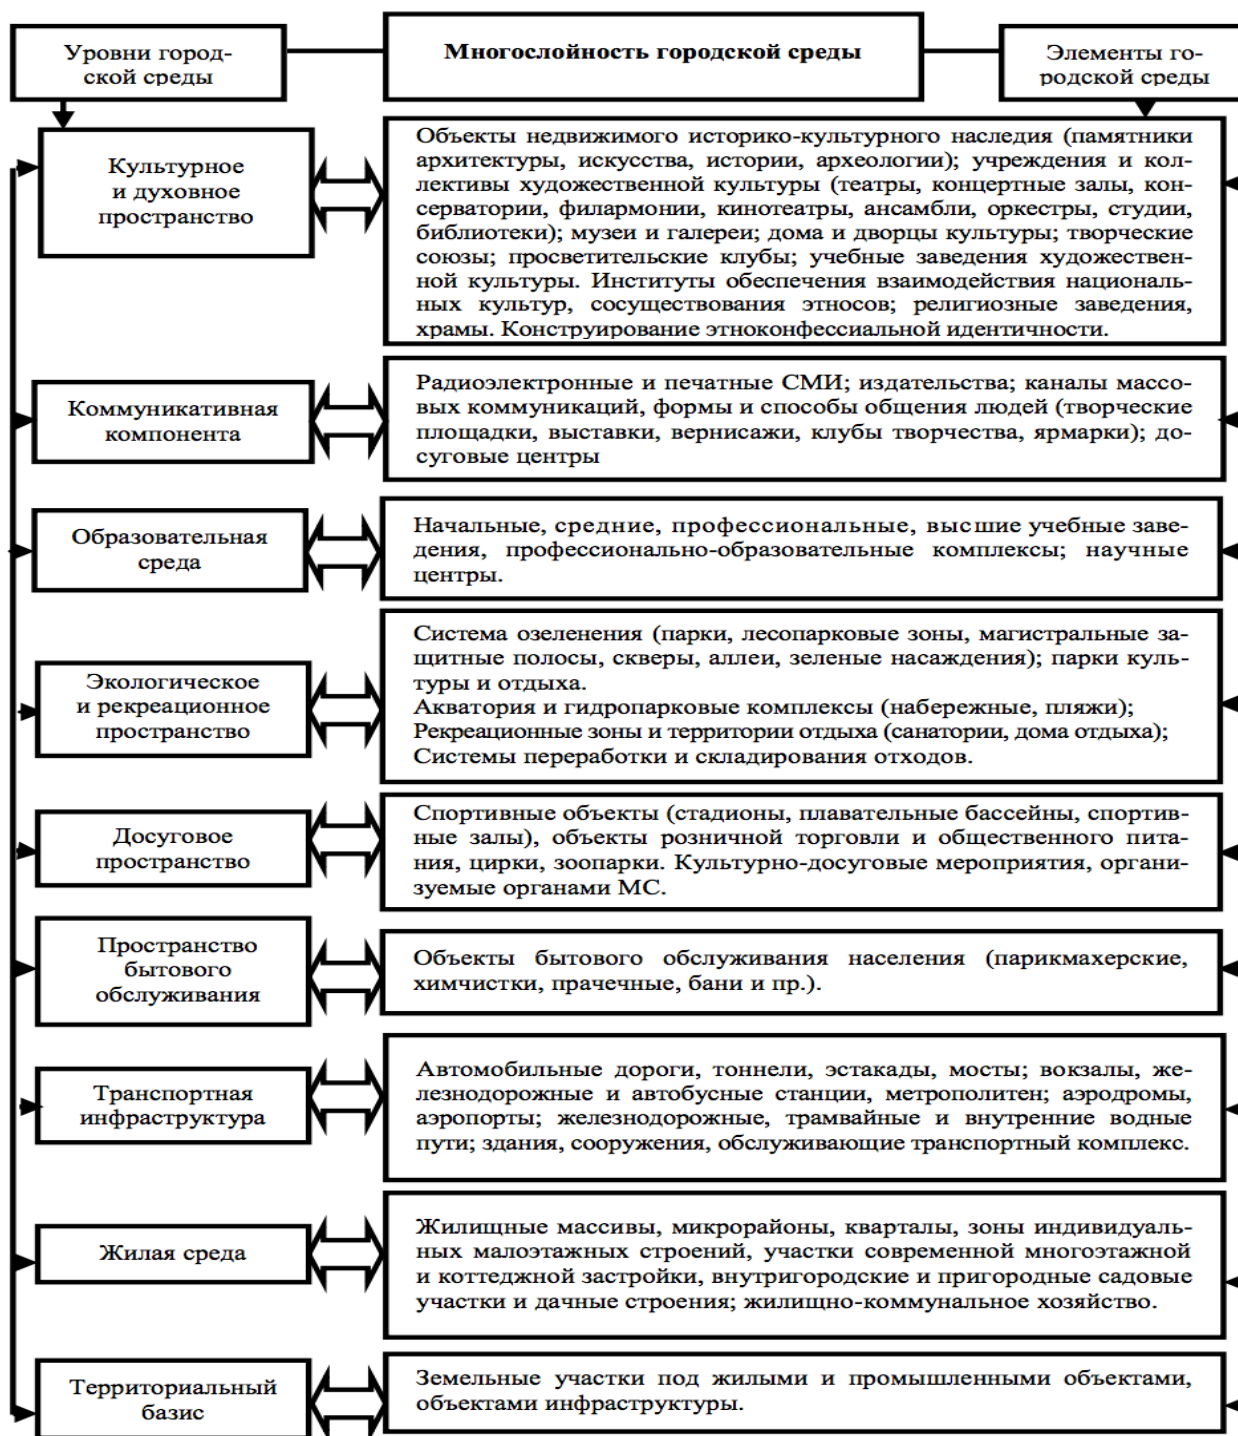 Уровни город-
ской среды
Многослойность городской среды
Элементы го-
родской среды
Культурное
и духовное
пространство
Объекты недвижимого историко-культурного наследия (памятники
архитектуры, искусства, истории, археологии); учреждения и кол-
лективы художественной культуры (театры, концертные залы, кон-
серватории, филармонии, кинотеатры, ансамбли, оркестры, студии,
библиотеки); музеи и галереи; дома и дворцы культуры; творческие
союзы; просветительские клубы; учебные заведения художествен-
ной культуры. Институты обеспечения взаимодействия националь-
ных культур, сосуществования этносов; религиозные заведения,
храмы. Конструирование этноконфессиальной идентичности.
Коммуникативная
компонента
Радиоэлектронные и печатные СМИ; издательства; каналы массо-
вых коммуникаций, формы и способы общения людей (творческие
площадки, выставки, вернисажи, клубы творчества, ярмарки); до-
суговые центры
Образовательная
среда
Начальные, средние, профессиональные, высшие учебные заве-
дения, профессионально-образовательные комплексы; научные
центры.
Экологическое
и рекреационное
пространство
Система озеленения (парки, лесопарковые зоны, магистральные за-
щитные полосы, скверы, аллеи, зеленые насаждения); парки куль-
туры и отдыха.
Акватория и гидропарковые комплексы (набережные, пляжи);
Рекреационные зоны и территории отдыха (санатории, дома отдыха);
Системы переработки и складирования отходов.
Досуговое
пространство
Спортивные объекты (стадионы, плавательные бассейны, спортив-
ные залы), объекты розничной торговли и общественного пита-
ния, цирки, зоопарки. Культурно-досуговые мероприятия, органи-
зуемые органами МС.
Пространство
бытового
обслуживания
Объекты бытового обслуживания населения (парикмахерские,
химчистки, прачечные, бани и пр.).
Транспортная
инфраструктура
Автомобильные дороги, тоннели, эстакады, мосты; вокзалы, же-
лезнодорожные и автобусные станции, метрополитен; аэродромы,
аэропорты; железнодорожные, трамвайные и внутренние водные
пути; здания, сооружения, обслуживающие транспортный комплекс.
Жилая среда
Жилищные массивы, микрорайоны, кварталы, зоны индивидуаль-
ных малоэтажных строений, участки современной многоэтажной
и коттеджной застройки, внутригородские и пригородные садовые
участки и дачные строения; жилищно-коммунальное хозяйство.
Территориальный
базис
Земельные участки под жилыми и промышленными объектами,
объектами инфраструктуры.